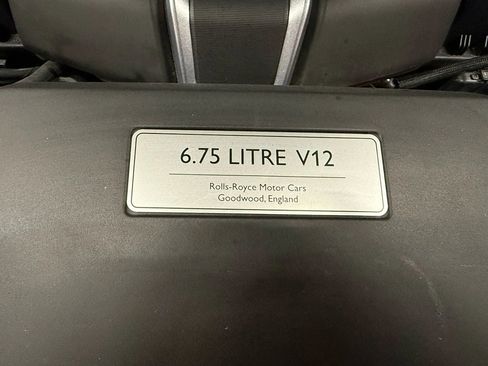 6.75 LITRE V12
Rolls-Royce Motor Cars
Goodwood, England